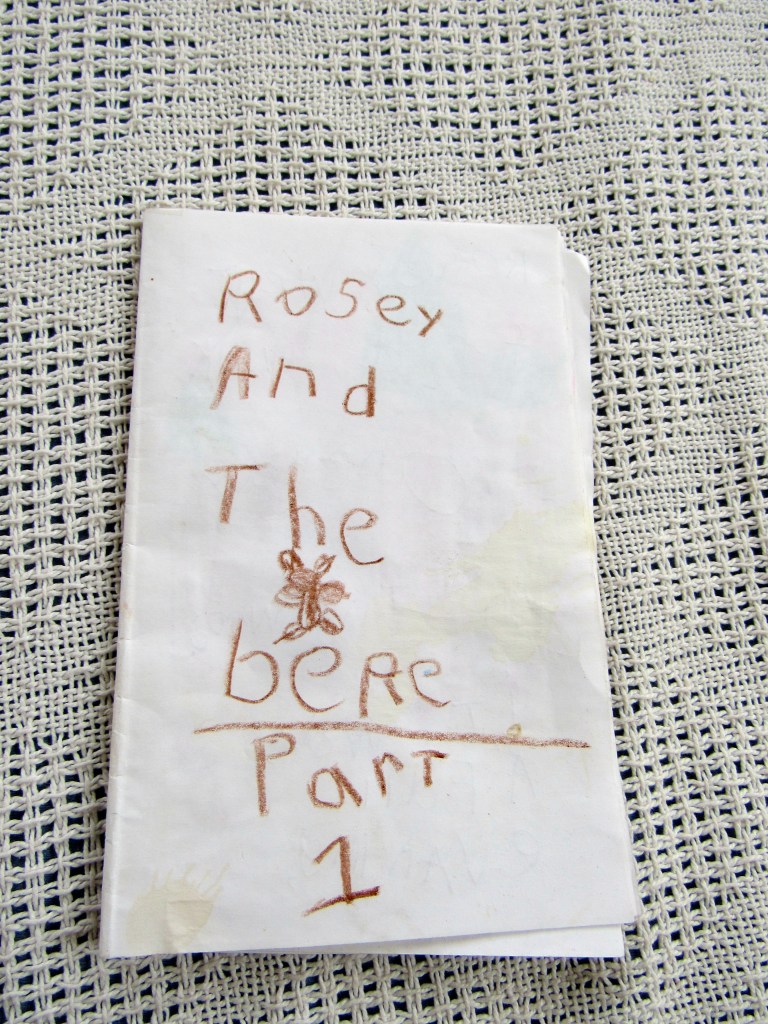 Rosey
And
The
beRe
Part
1